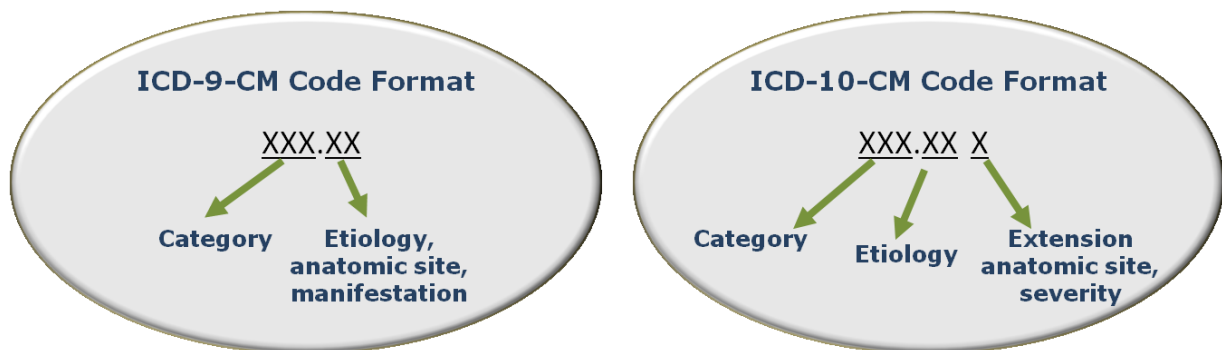 ICD-9-CM Code Format
XXX.XX
Category
Etiology,
anatomic site,
manifestation
ICD-10-CM Code Format
XXX.XX X
Category
Etiology
Extension
anatomic site,
severity